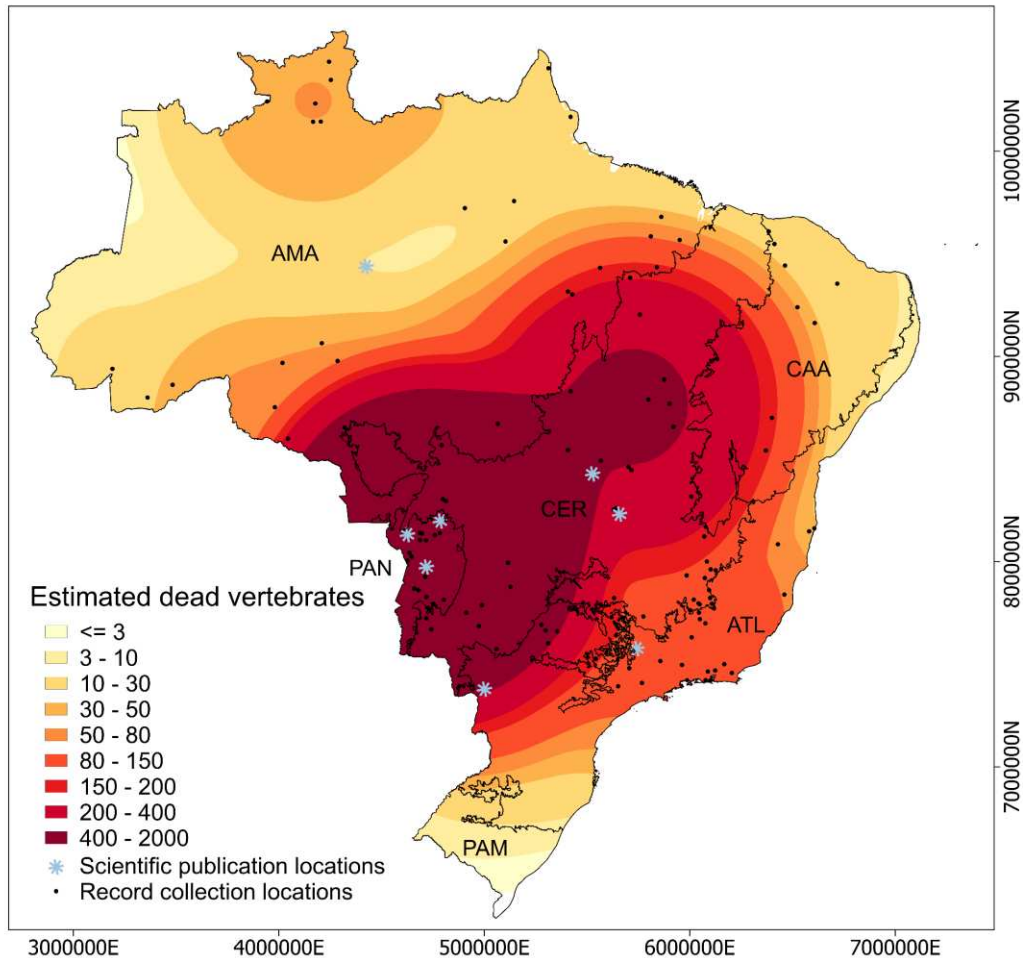 AMA
CAA
CER
PAN
ATL
PAM
Estimated dead vertebrates
<= 3
3 - 10
10 - 30
30 - 50
50 - 80
80 - 150
150 - 200
200 - 400
400 - 2000
Scientific publication locations
Record collection locations
10000000N
9000000N
8000000N
7000000N
3000000E 4000000E 5000000E 6000000E 7000000E